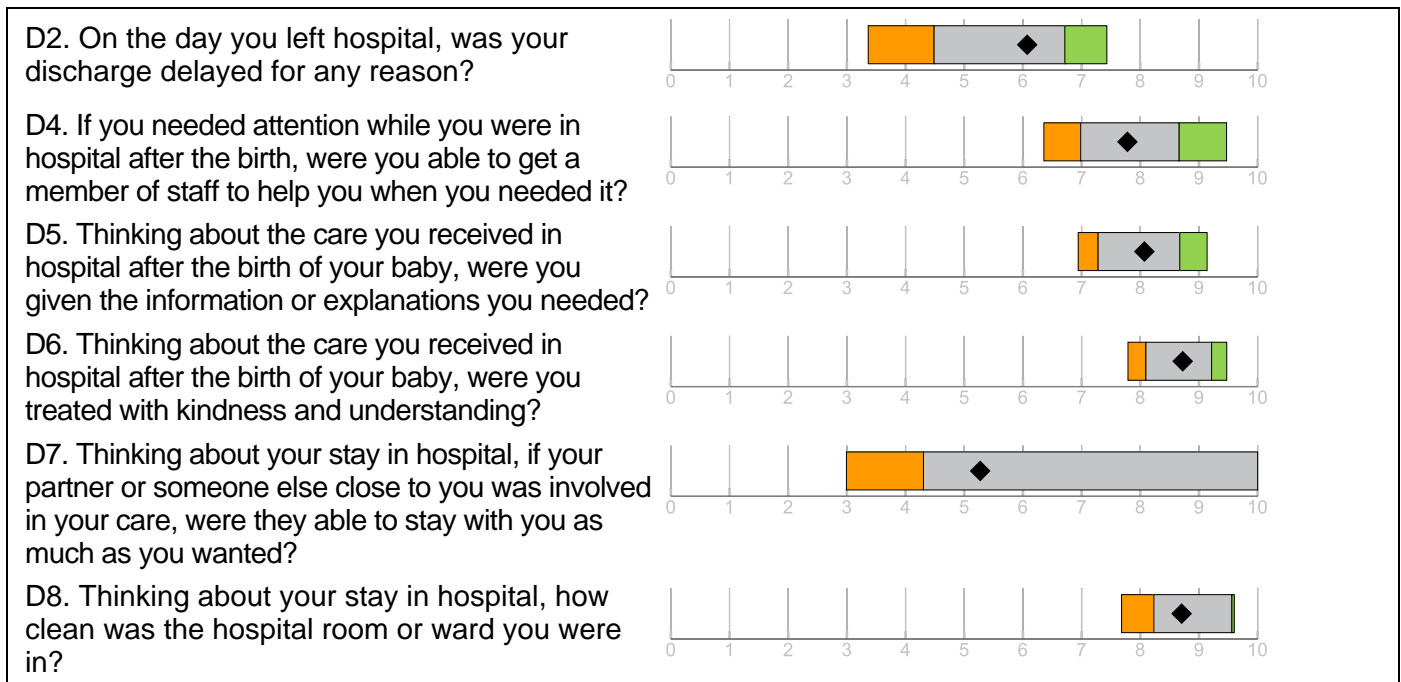 D2. On the day you left hospital, was your
discharge delayed for any reason?
0 1 2 3 4 5 6 7 8 9 10
D4. If you needed attention while you were in
hospital after the birth, were you able to get a
member of staff to help you when you needed it?
0 1 2 3 4 5 6 7 8 9 10
D5. Thinking about the care you received in
hospital after the birth of your baby, were you
given the information or explanations you needed?
0 1 2 3 4 5 6 7 8 9 10
D6. Thinking about the care you received in
hospital after the birth of your baby, were you
treated with kindness and understanding?
0 1 2 3 4 5 6 7 8 9 10
D7. Thinking about your stay in hospital, if your
partner or someone else close to you was involved
in your care, were they able to stay with you as
much as you wanted?
0 1 2 3 4 5 6 7 8 9 10
D8. Thinking about your stay in hospital, how
clean was the hospital room or ward you were
in?
0 1 2 3 4 5 6 7 8 9 10